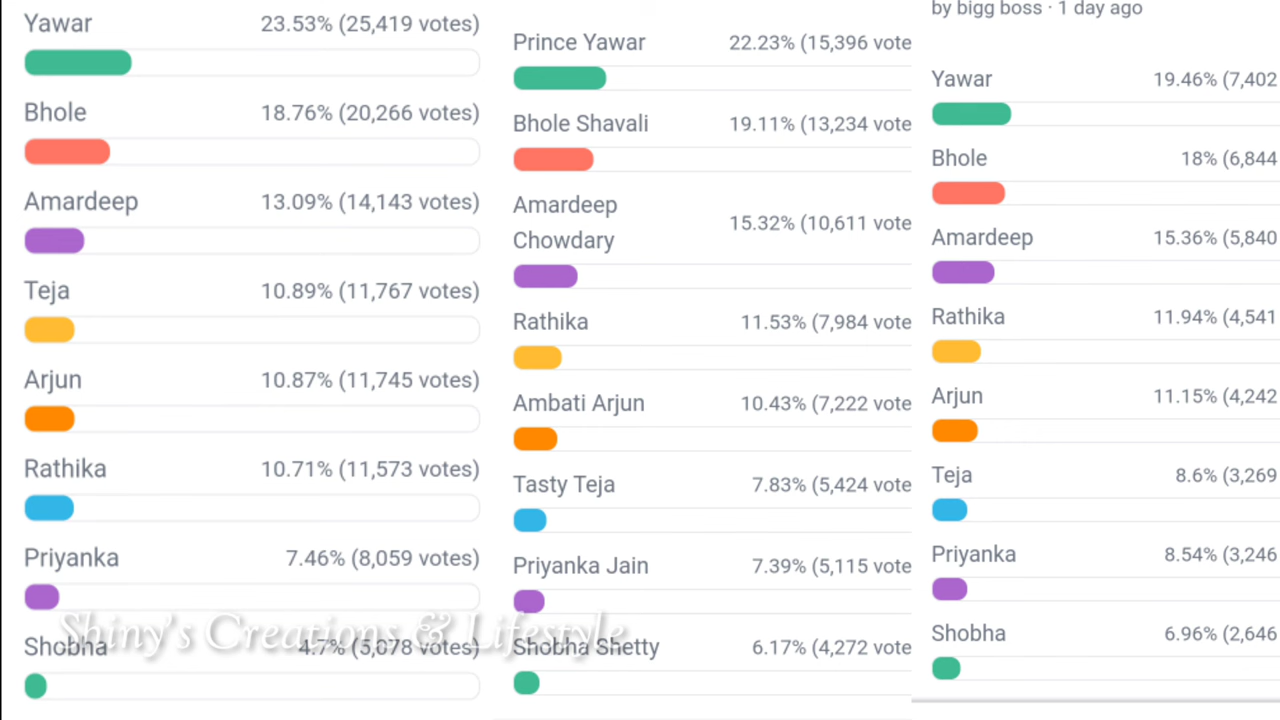 Yawar 23.53% (25,419 votes)
Bhole 18.76% (20,266 votes)
Amardeep 13.09% (14,143 votes)
Teja 10.89% (11,767 votes)
Arjun 10.87% (11,745 votes)
Rathika 10.71% (11,573 votes)
Priyanka 7.46% (8,059 votes)
Shobha 4.7% (5,078 votes)
Shiny's Creations & Lifestyle
Prince Yawar 22.23% (15,396 vote
Bhole Shavali 19.11% (13,234 vote
Amardeep
Chowdary 15.32% (10,611 vote
Rathika 11.53% (7,984 vote
Ambati Arjun 10.43% (7,222 vote
Tasty Teja 7.83% (5,424 vote
Priyanka Jain 7.39% (5,115 vote
Shobha Shetty 6.17% (4,272 vote
by bigg boss · 1 day ago
Yawar 19.46% (7,402
Bhole 18% (6,844
Amardeep 15.36% (5,840
Rathika 11.94% (4,541
Arjun 11.15% (4,242
Teja 8.6% (3,269
Priyanka 8.54% (3,246
Shobha 6.96% (2,646